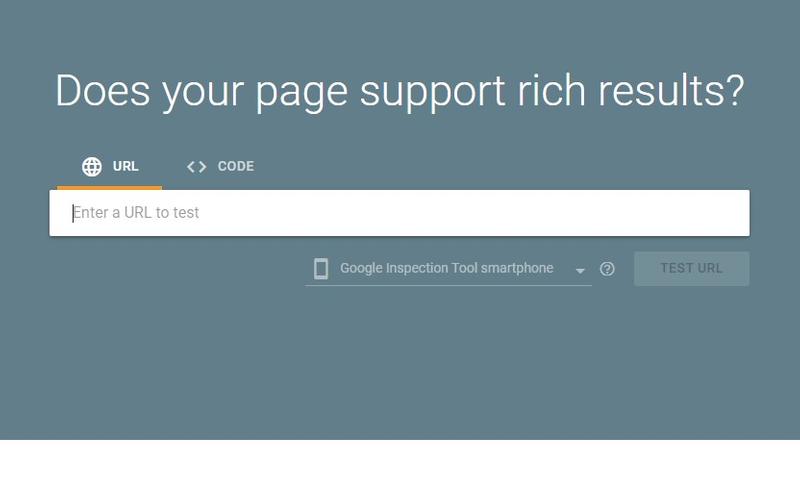 Does your page support rich results?
URL
CODE
Enter a URL to test
Google Inspection Tool smartphone
TEST URL